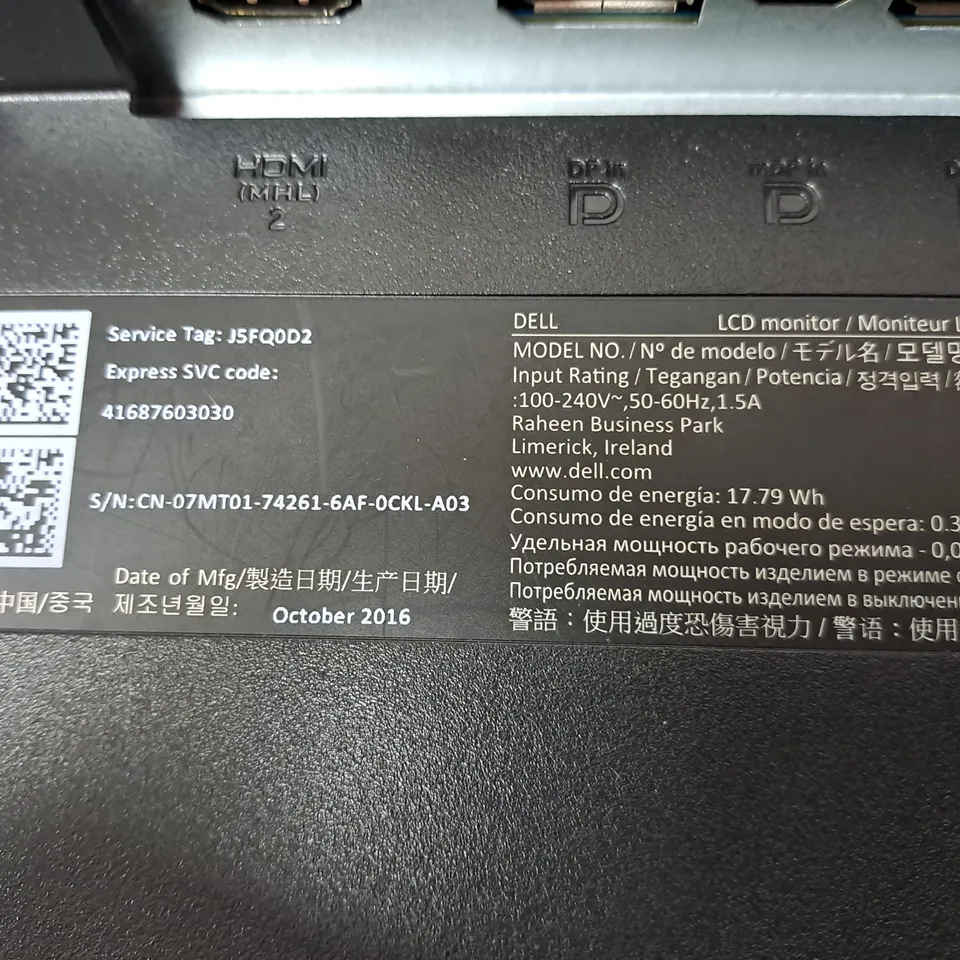 HDMI
(MHL)
2
DP in
mDP in
Service Tag: J5FQ0D2
Express SVC code:
41687603030
S/N:CN-07MT01-74261-6AF-0CKL-A03
Date of Mfg/製造日期/生产日期/
中国/중국 제조년월일:
October 2016
DELL
LCD monitor / Moniteur
MODEL NO. / Nº de modelo / モデル名 / 모델명
Input Rating / Tegangan / Potencia / 정격입력 /
:100-240V~,50-60Hz,1.5A
Raheen Business Park
Limerick, Ireland
www.dell.com
Consumo de energía: 17.79 Wh
Consumo de energía en modo de espera: 0.3
Удельная мощность рабочего режима - 0,0
Потребляемая мощность изделием в режиме
Потребляемая мощность изделием в выключен
警語：使用過度恐傷害視力 / 警语：使用